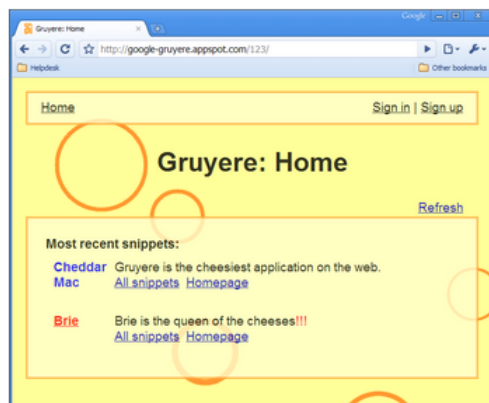 Google
Gruyere: Home
http://google-gruyere.appspot.com/123/
Helpdesk Other bookmarks
Home Sign in | Sign up
Gruyere: Home
Refresh
Most recent snippets:
Cheddar Gruyere is the cheesiest application on the web.
Mac All snippets Homepage
Brie Brie is the queen of the cheeses!!!
All snippets Homepage